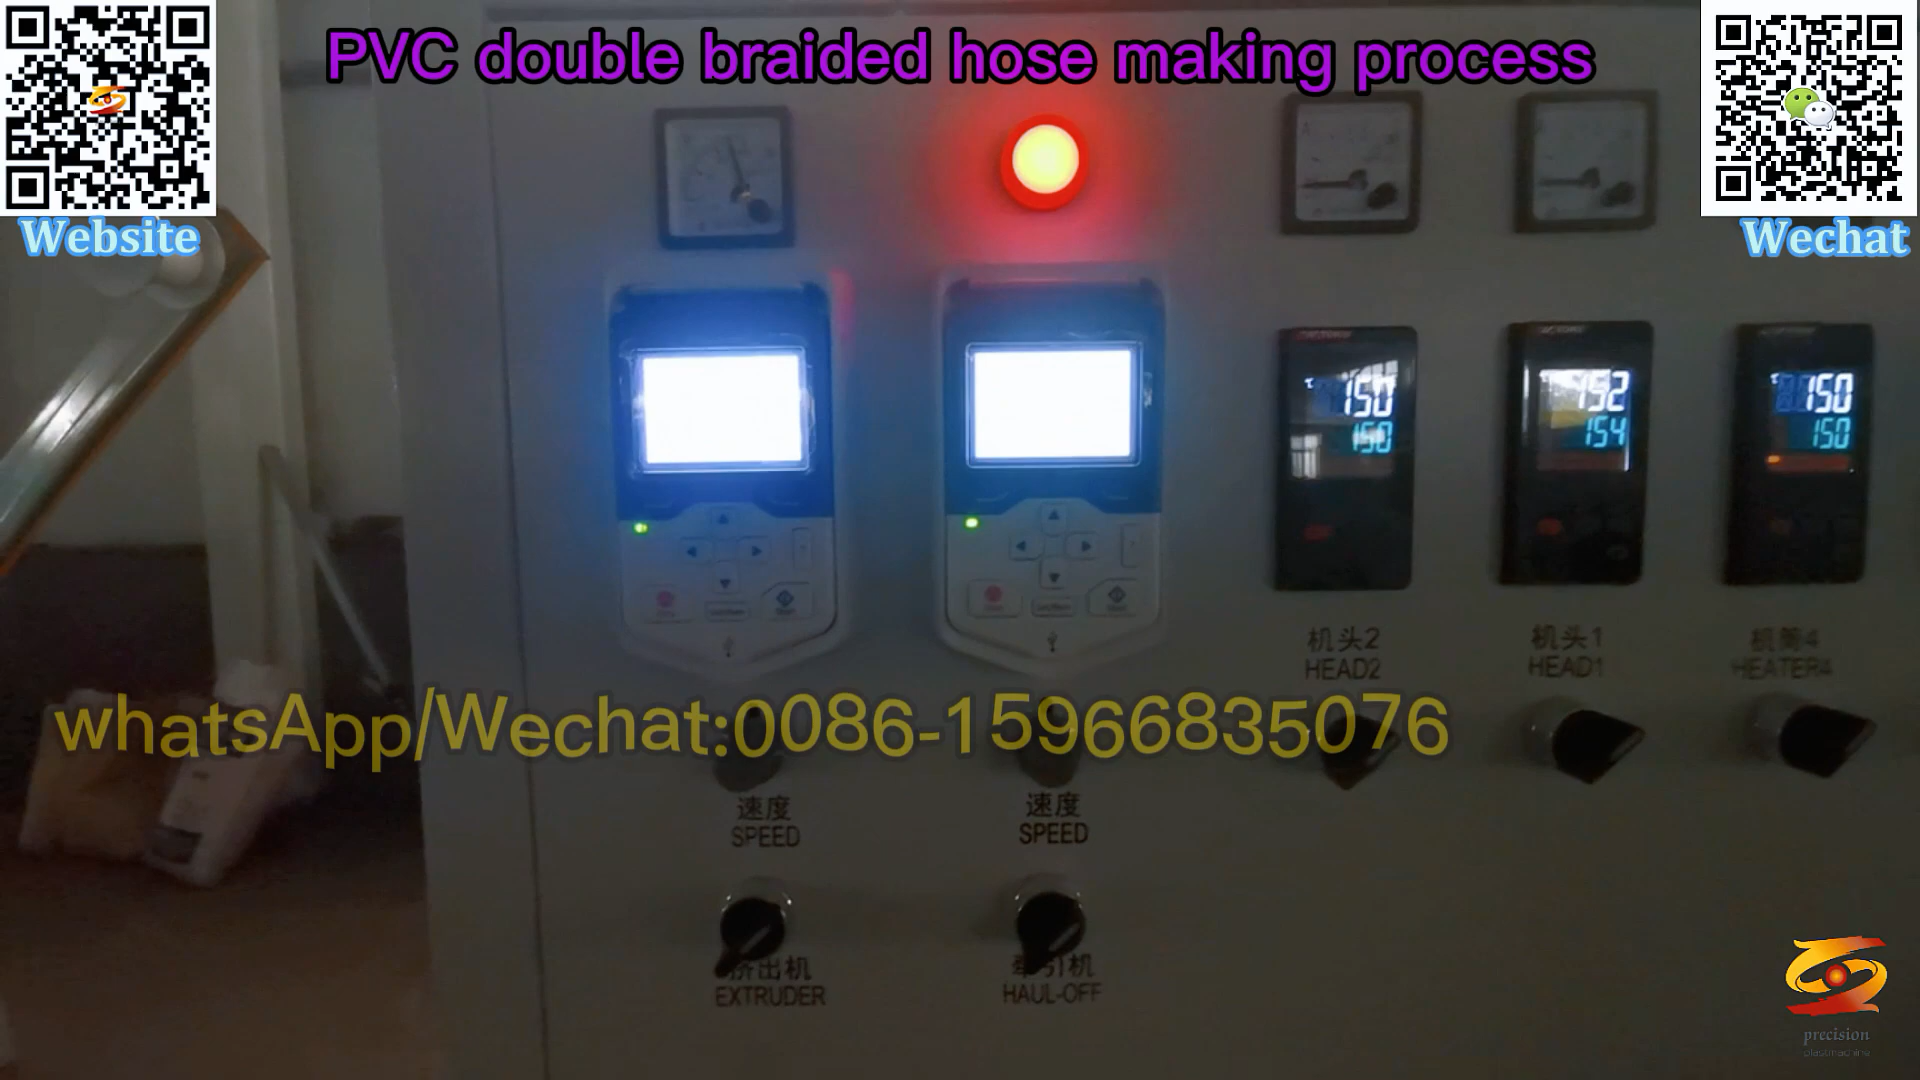 PVC double braided hose making process
Website
Wechat
150
150
152
154
150
150
机头2
HEAD2
机头1
HEAD1
机筒4
HEATER4
whatsApp/Wechat:0086-15966835076
速度
SPEED
速度
SPEED
挤出机
EXTRUDER
牵引机
HAUL-OFF
precision
plastmachine